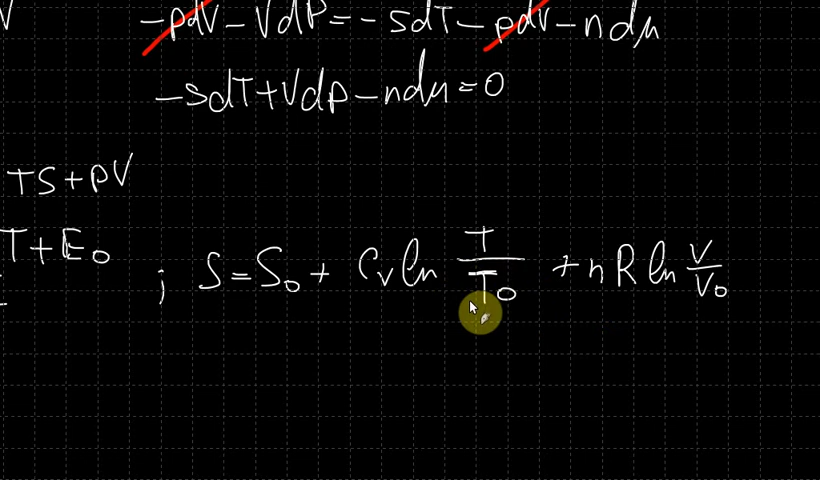 V -pdV - VdP = - SdT - pdV - ndμ
-SdT + Vdp - ndμ = 0
TS + pV
T + E₀ ; S = S₀ + Cᵥ ln T/T₀ + nR ln V/V₀